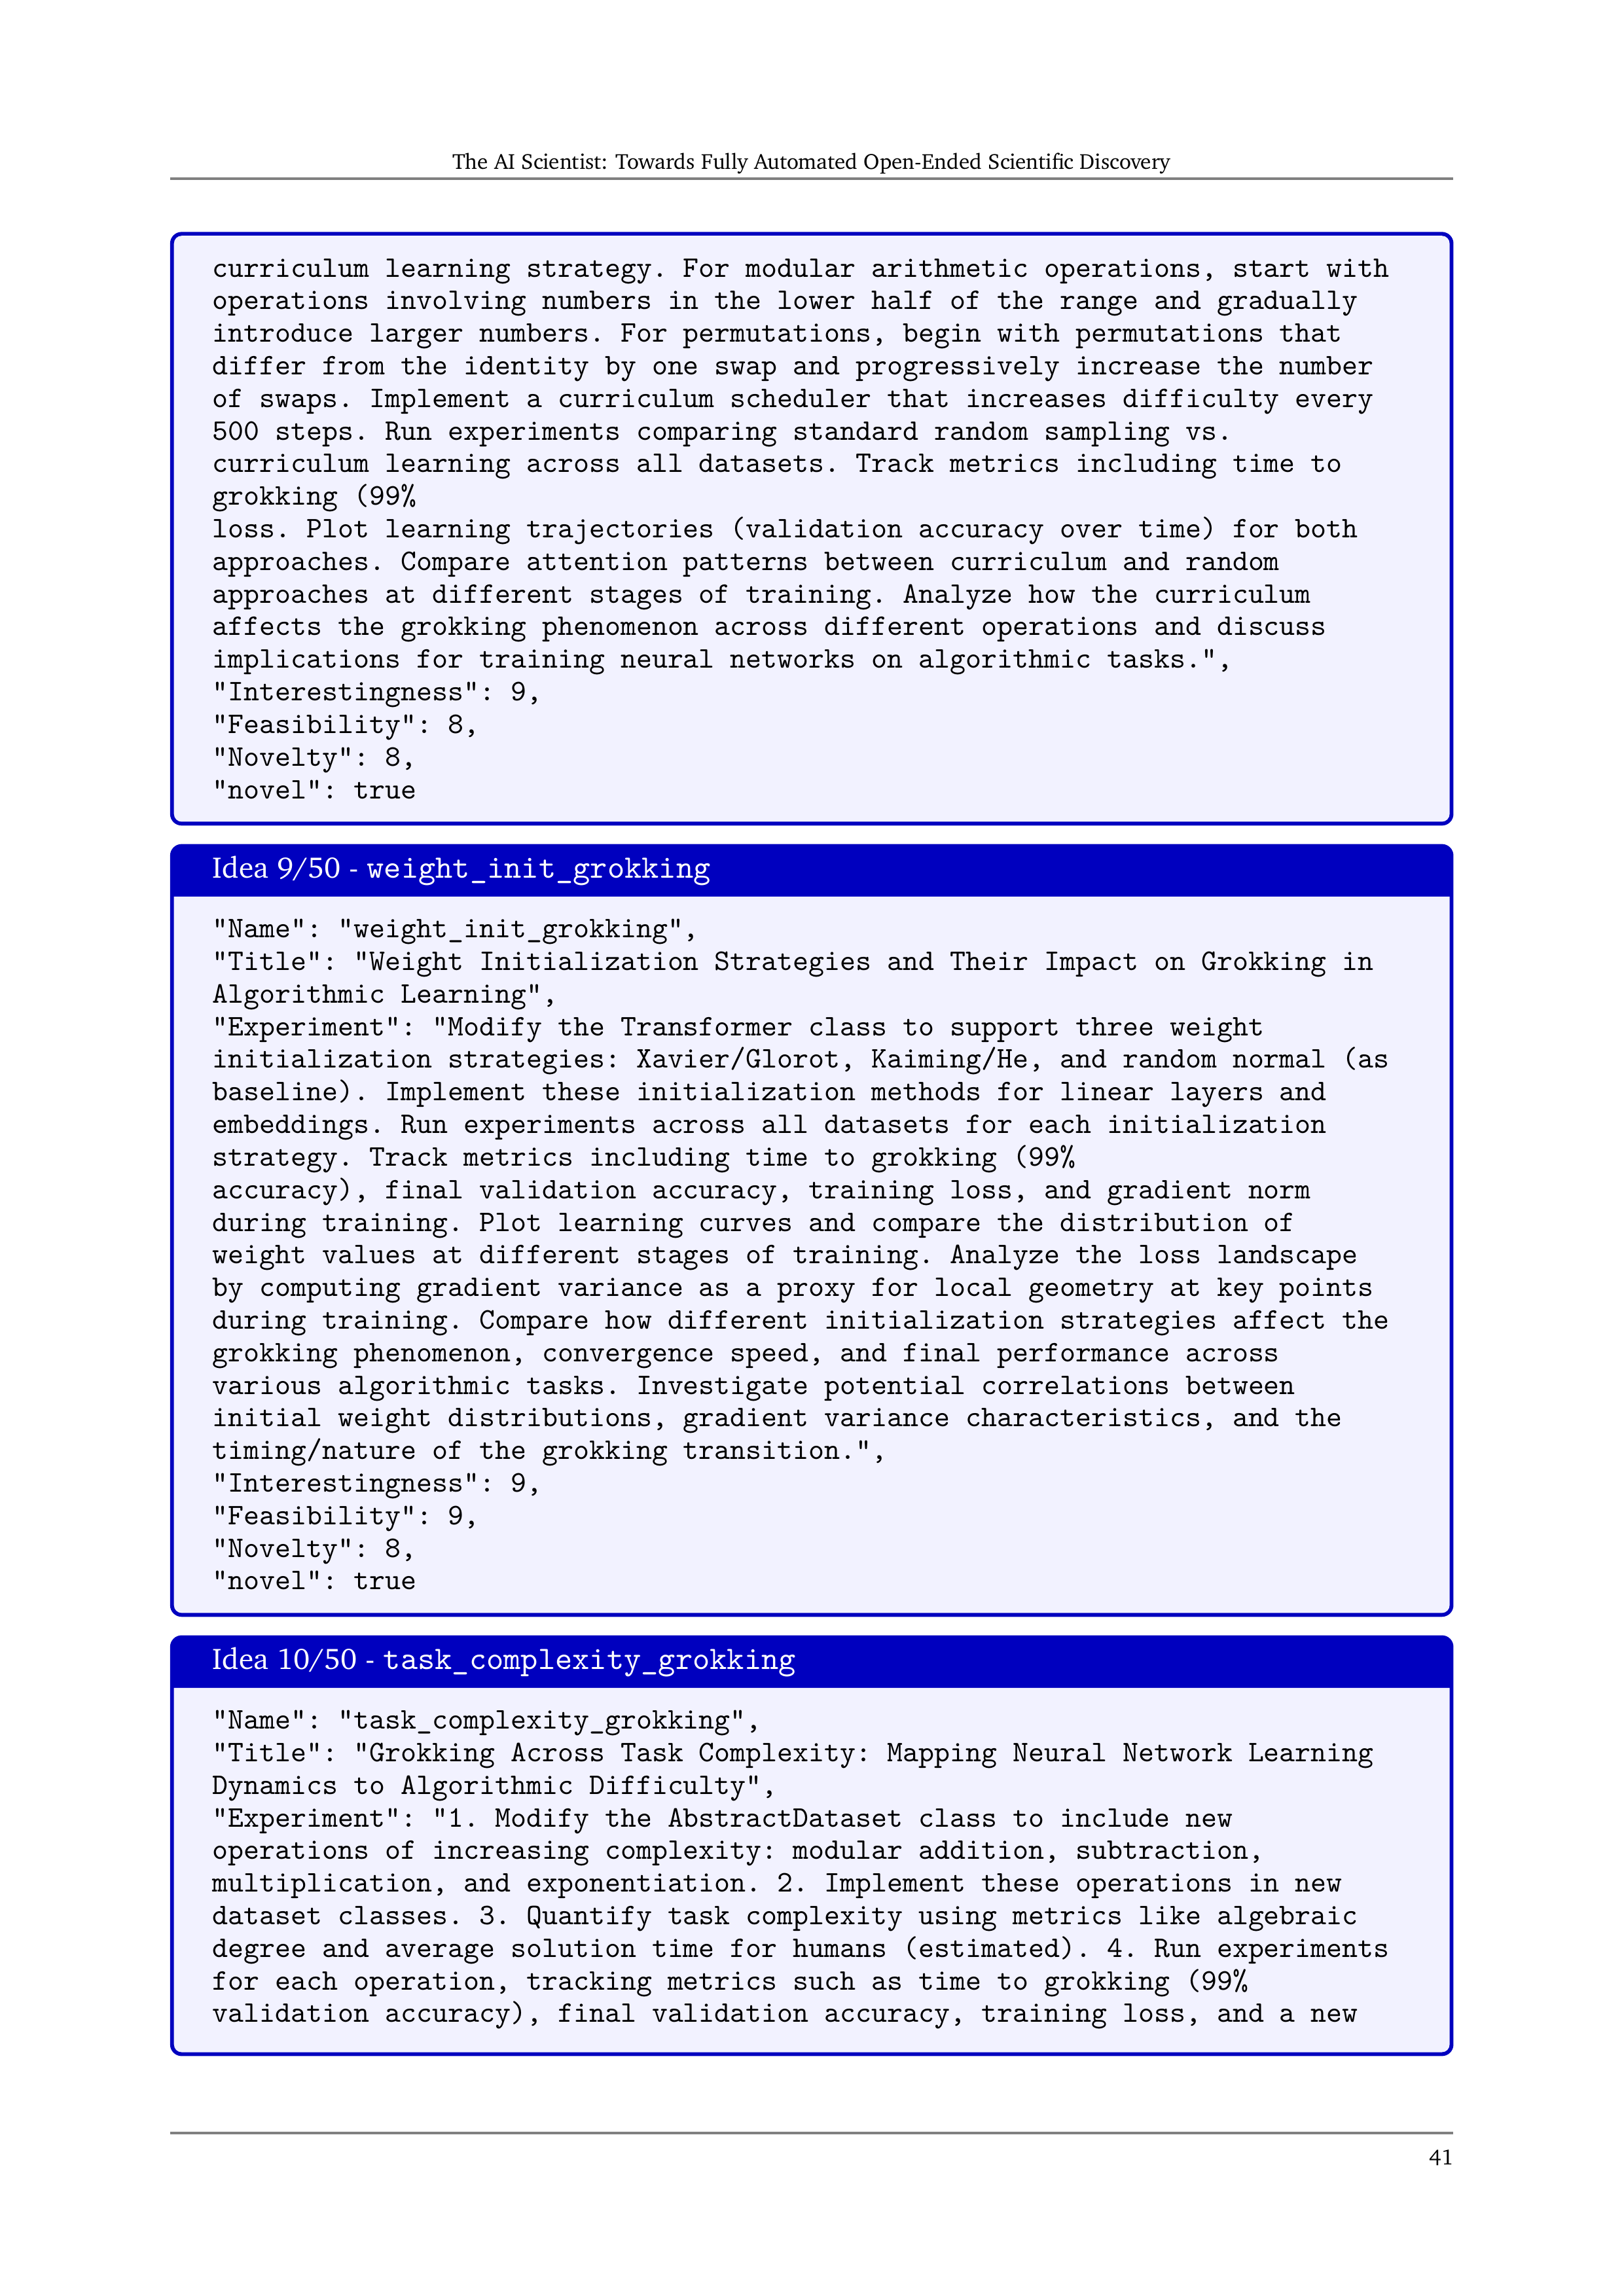 The AI Scientist: Towards Fully Automated Open-Ended Scientific Discovery
curriculum learning strategy. For modular arithmetic operations, start with
operations involving numbers in the lower half of the range and gradually
introduce larger numbers. For permutations, begin with permutations that
differ from the identity by one swap and progressively increase the number
of swaps. Implement a curriculum scheduler that increases difficulty every
500 steps. Run experiments comparing standard random sampling vs.
curriculum learning across all datasets. Track metrics including time to
grokking (99%
loss. Plot learning trajectories (validation accuracy over time) for both
approaches. Compare attention patterns between curriculum and random
approaches at different stages of training. Analyze how the curriculum
affects the grokking phenomenon across different operations and discuss
implications for training neural networks on algorithmic tasks.",
"Interestingness": 9,
"Feasibility": 8,
"Novelty": 8,
"novel": true
Idea 9/50 - weight_init_grokking
"Name": "weight_init_grokking",
"Title": "Weight Initialization Strategies and Their Impact on Grokking in
Algorithmic Learning",
"Experiment": "Modify the Transformer class to support three weight
initialization strategies: Xavier/Glorot, Kaiming/He, and random normal (as
baseline). Implement these initialization methods for linear layers and
embeddings. Run experiments across all datasets for each initialization
strategy. Track metrics including time to grokking (99%
accuracy), final validation accuracy, training loss, and gradient norm
during training. Plot learning curves and compare the distribution of
weight values at different stages of training. Analyze the loss landscape
by computing gradient variance as a proxy for local geometry at key points
during training. Compare how different initialization strategies affect the
grokking phenomenon, convergence speed, and final performance across
various algorithmic tasks. Investigate potential correlations between
initial weight distributions, gradient variance characteristics, and the
timing/nature of the grokking transition.",
"Interestingness": 9,
"Feasibility": 9,
"Novelty": 8,
"novel": true
Idea 10/50 - task_complexity_grokking
"Name": "task_complexity_grokking",
"Title": "Grokking Across Task Complexity: Mapping Neural Network Learning
Dynamics to Algorithmic Difficulty",
"Experiment": "1. Modify the AbstractDataset class to include new
operations of increasing complexity: modular addition, subtraction,
multiplication, and exponentiation. 2. Implement these operations in new
dataset classes. 3. Quantify task complexity using metrics like algebraic
degree and average solution time for humans (estimated). 4. Run experiments
for each operation, tracking metrics such as time to grokking (99%
validation accuracy), final validation accuracy, training loss, and a new
41